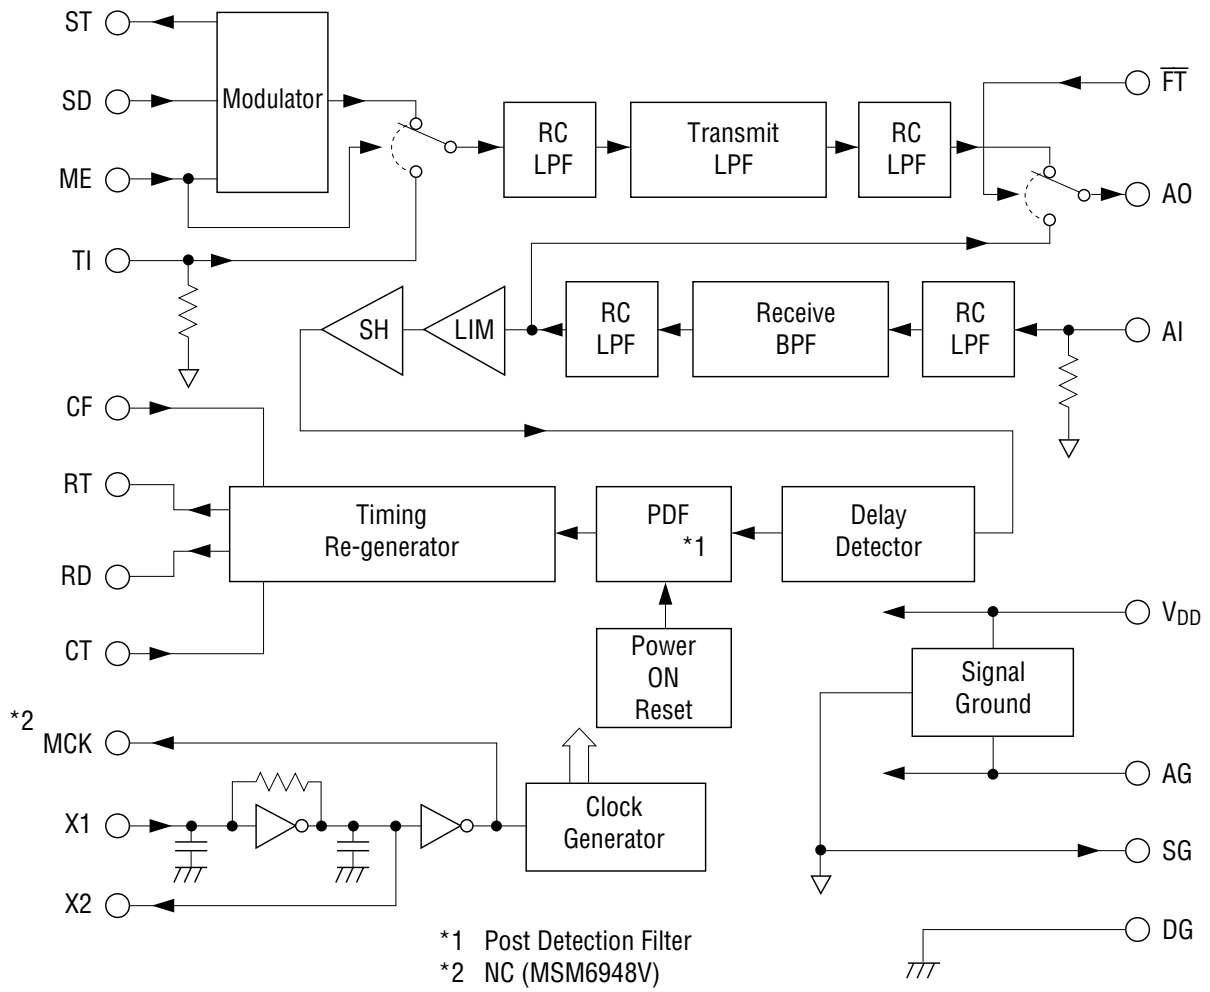 ST
SD
ME
TI
Modulator
RC
LPF
Transmit
LPF
RC
LPF
FT
AO
SH
LIM
RC
LPF
Receive
BPF
RC
LPF
AI
CF
RT
RD
CT
Timing
Re-generator
PDF
*1
Delay
Detector
Power
ON
Reset
VDD
Signal
Ground
AG
SG
DG
*2
MCK
X1
X2
Clock
Generator
*1 Post Detection Filter
*2 NC (MSM6948V)